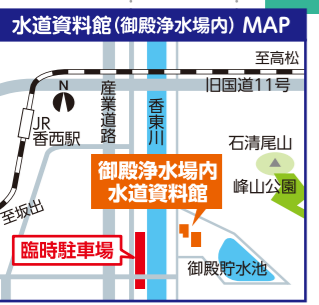 水道資料館(御殿浄水場内) MAP
至高松
旧国道11号
N
産業道路
香東川
JR
香西駅
石清尾山
峰山公園
御殿浄水場内
水道資料館
至坂出
臨時駐車場
御殿貯水池